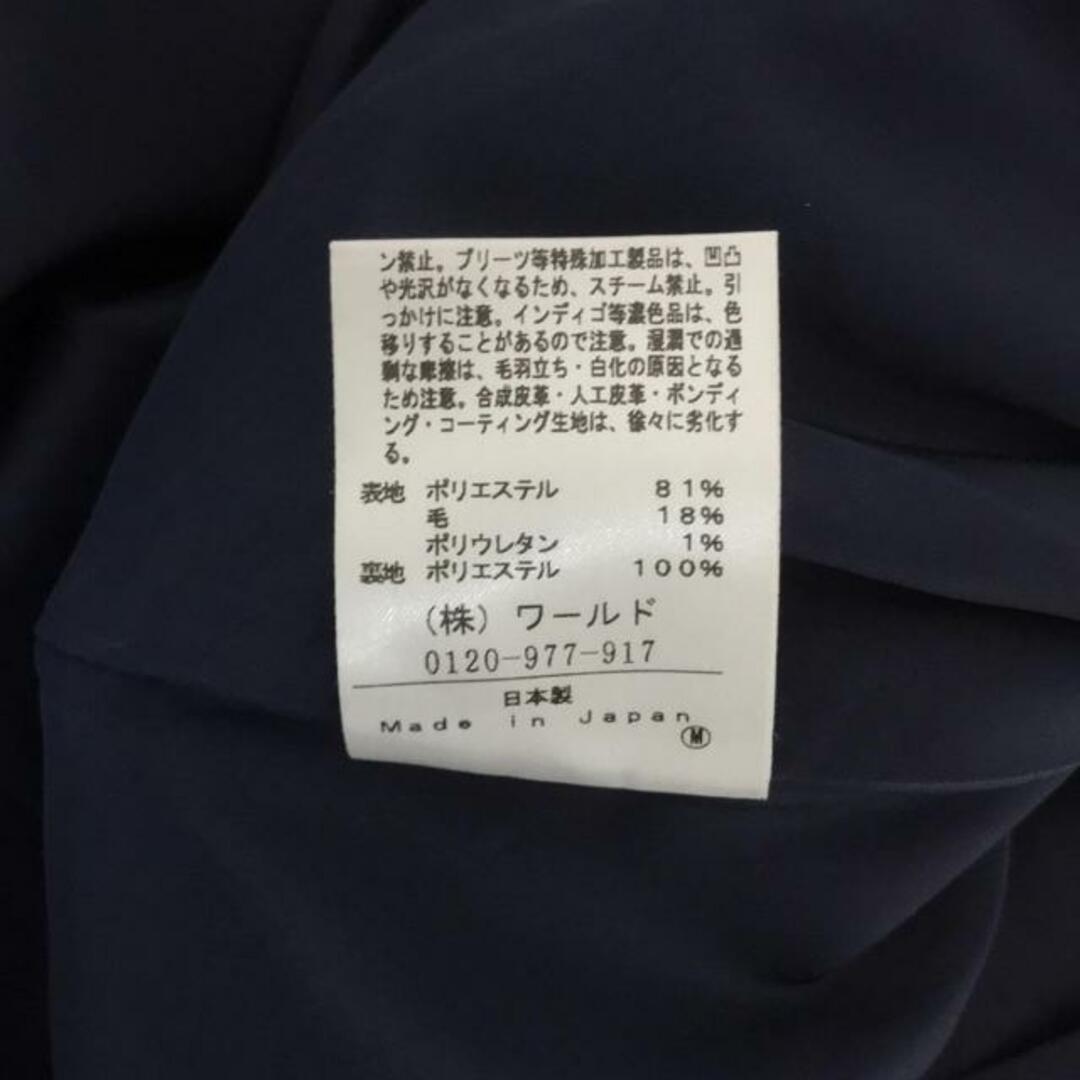 ン禁止。プリーツ等特殊加工製品は、凹凸
や光沢がなくなるため、スチーム禁止。引
っかけに注意。インディゴ等濃色品は、色
移りすることがあるので注意。湿潤での過
剰な摩擦は、毛羽立ち・白化の原因となる
ため注意。合成皮革・人工皮革・ボンディ
ング・コーティング生地は、徐々に劣化す
る。
表地 ポリエステル 81%
毛 18%
ポリウレタン 1%
裏地 ポリエステル 100%
(株) ワールド
0120-977-917
日本製
Made in Japan
Ⓜ